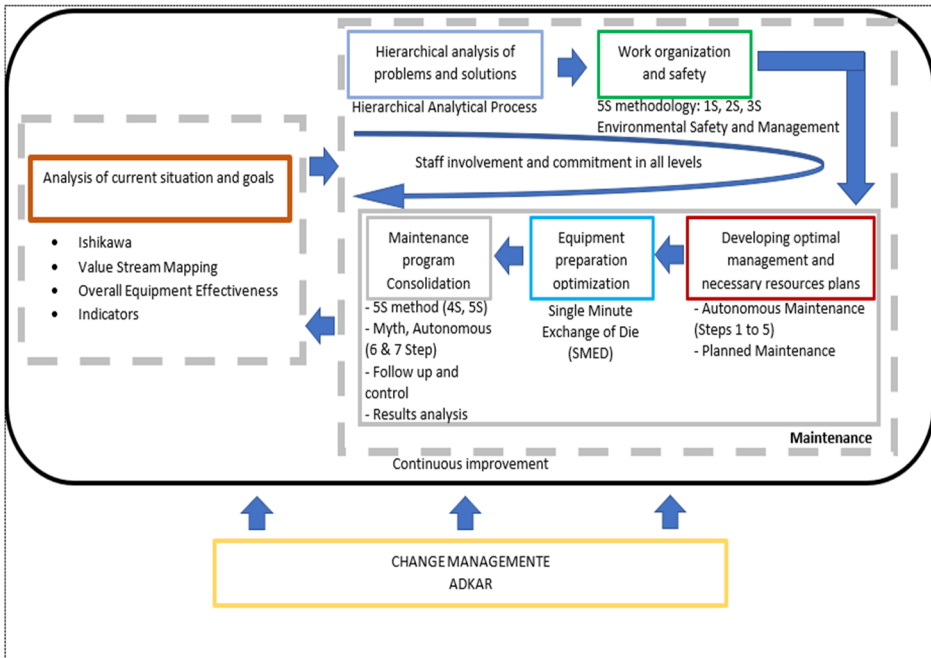 Hierarchical analysis of
problems and solutions
Hierarchical Analytical Process
Work organization
and safety
5S methodology: 1S, 2S, 3S
Environmental Safety and Management
Staff involvement and commitment in all levels
Analysis of current situation and goals
• Ishikawa
• Value Stream Mapping
• Overall Equipment Effectiveness
• Indicators
Maintenance
program
Consolidation
- 5S method (4S, 5S)
- Myth, Autonomous
(6 & 7 Step)
- Follow up and
control
- Results analysis
Equipment
preparation
optimization
Single Minute
Exchange of Die
(SMED)
Developing optimal
management and
necessary resources plans
- Autonomous Maintenance
(Steps 1 to 5)
- Planned Maintenance
Maintenance
Continuous improvement
CHANGE MANAGEMENTE
ADKAR